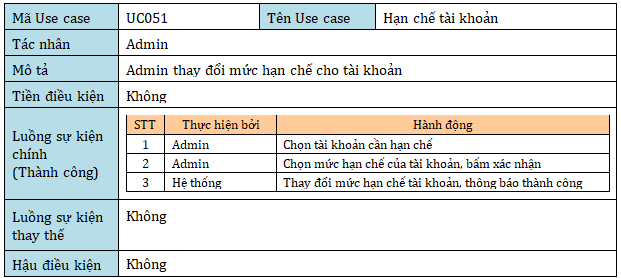 Mã Use case UC051 Tên Use case Hạn chế tài khoản
Tác nhân Admin
Mô tả Admin thay đổi mức hạn chế cho tài khoản
Tiền điều kiện Không
Luồng sự kiện chính (Thành công)
STT Thực hiện bởi Hành động
1 Admin Chọn tài khoản cần hạn chế
2 Admin Chọn mức hạn chế của tài khoản, bấm xác nhận
3 Hệ thống Thay đổi mức hạn chế tài khoản, thông báo thành công
Luồng sự kiện thay thế Không
Hậu điều kiện Không